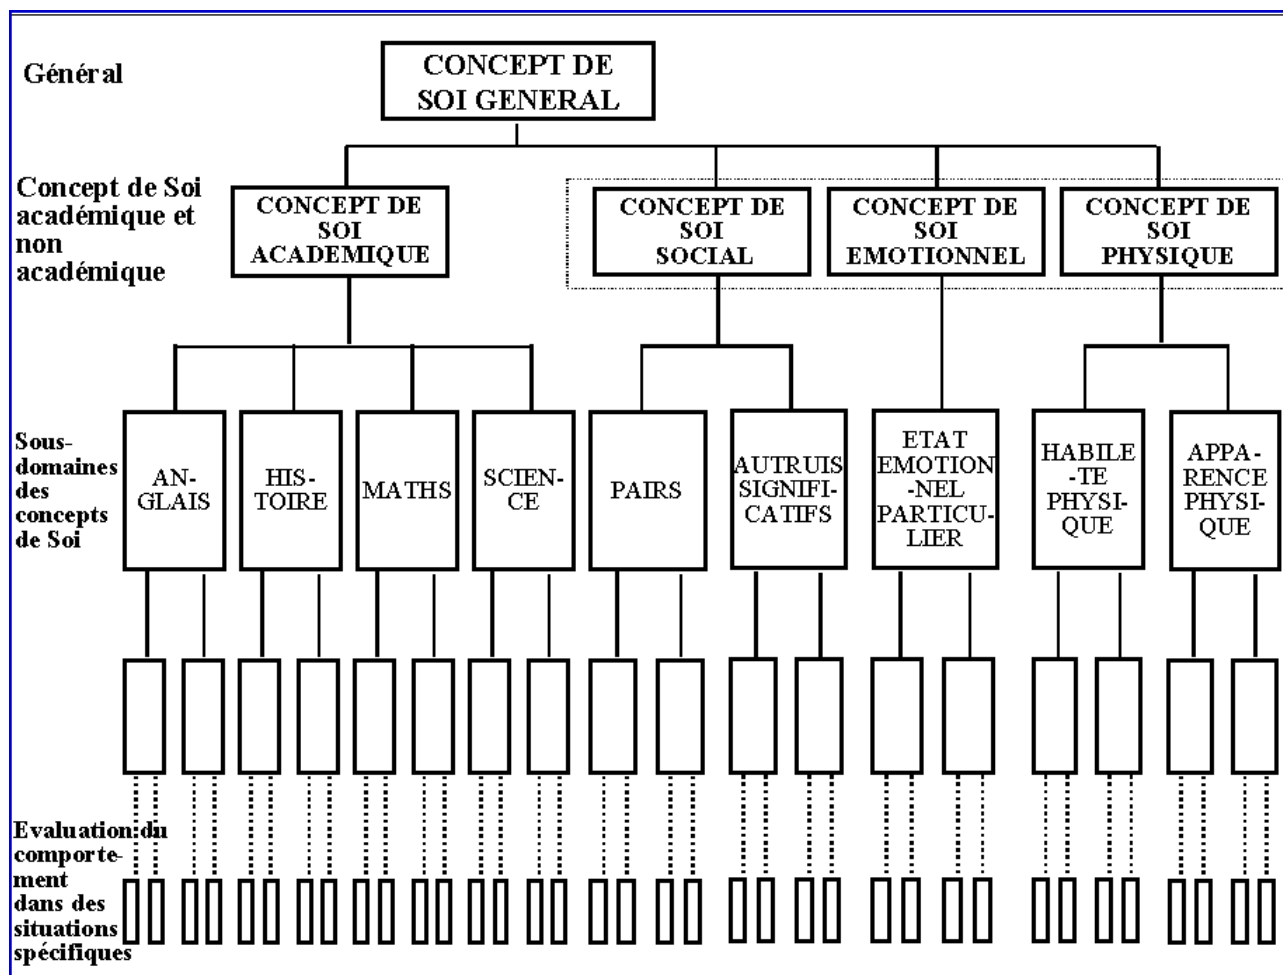 Général
CONCEPT DE
SOI GENERAL
Concept de Soi
académique et
non
académique
CONCEPT DE
SOI
ACADEMIQUE
CONCEPT DE
SOI
SOCIAL
CONCEPT DE
SOI
EMOTIONNEL
CONCEPT DE
SOI
PHYSIQUE
Sous-
domaines
des
concepts
de Soi
AN-
GLAIS
HIS-
TOIRE
MATHS
SCIEN-
CE
PAIRS
AUTRUIS
SIGNIFI-
CATIFS
ETAT
EMOTION
-NEL
PARTICU-
LIER
HABILE
-TE
PHYSI-
QUE
APPA-
RENCE
PHYSI-
QUE
Evaluation du
comporte-
ment
dans des
situations
spécifiques